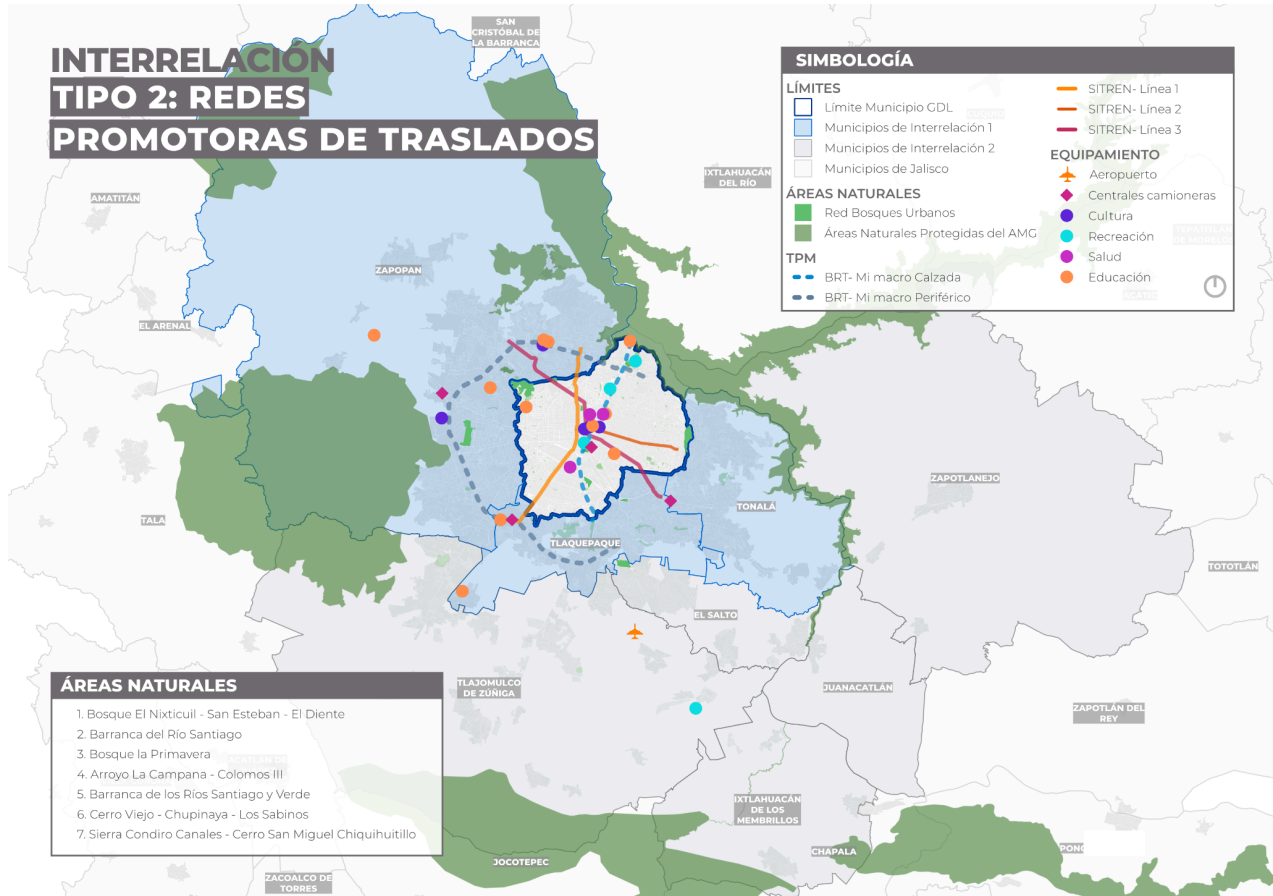 INTERRELACIÓN
TIPO 2: REDES
PROMOTORAS DE TRASLADOS
SIMBOLOGÍA
LÍMITES
Límite Municipio GDL
Municipios de Interrelación 1
Municipios de Interrelación 2
Municipios de Jalisco
ÁREAS NATURALES
Red Bosques Urbanos
Áreas Naturales Protegidas del AMG
TPM
BRT- Mi macro Calzada
BRT- Mi macro Periférico
SITREN- Línea 1
SITREN- Línea 2
SITREN- Línea 3
EQUIPAMIENTO
Aeropuerto
Centrales camioneras
Cultura
Recreación
Salud
Educación
SAN
CRISTÓBAL DE
LA BARRANCA
IXTLAHUACÁN
DEL RÍO
AMATITÁN
ZAPOPAN
EL ARENAL
TALA
ZAPOTLANEJO
TONALÁ
TLAQUEPAQUE
TOTOTLÁN
EL SALTO
TLAJOMULCO
DE ZÚÑIGA
JUANACATLÁN
ZAPOTLÁN DEL
REY
IXTLAHUACÁN
DE LOS
MEMBRILLOS
CHAPALA
JOCOTEPEC
ZACOALCO DE
TORRES
ÁREAS NATURALES
1. Bosque El Nixticuil - San Esteban - El Diente
2. Barranca del Río Santiago
3. Bosque la Primavera
4. Arroyo La Campana - Colomos III
5. Barranca de los Ríos Santiago y Verde
6. Cerro Viejo - Chupinaya - Los Sabinos
7. Sierra Condiro Canales - Cerro San Miguel Chiquihuitillo